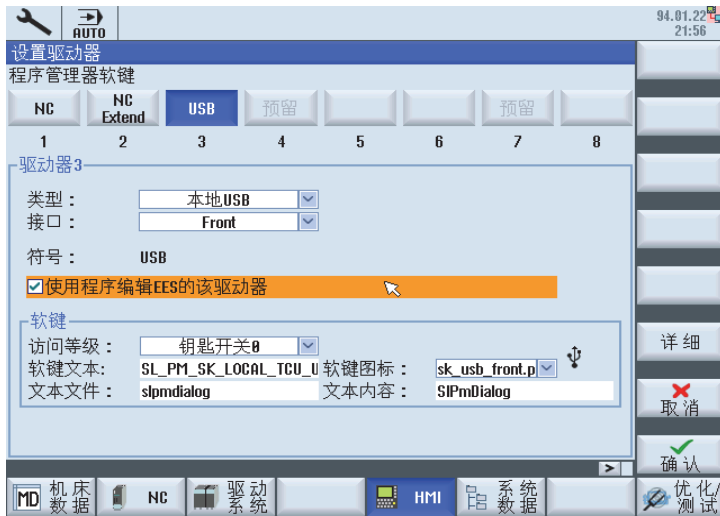 AUTO
94.01.22
21:56
设置驱动器
程序管理器软键
NC
NC Extend
USB
预留
预留
1 2 3 4 5 6 7 8
驱动器3
类型： 本地USB
接口： Front
符号： USB
使用程序编辑EES的该驱动器
软键
访问等级： 钥匙开关0
软键文本: SL_PM_SK_LOCAL_TCU_U 软键图标： sk_usb_front.p
文本文件： slpmdialog 文本内容： SlPmDialog
详细
取消
确认
MD 机床数据
NC
驱动系统
HMI
系统数据
优化/测试